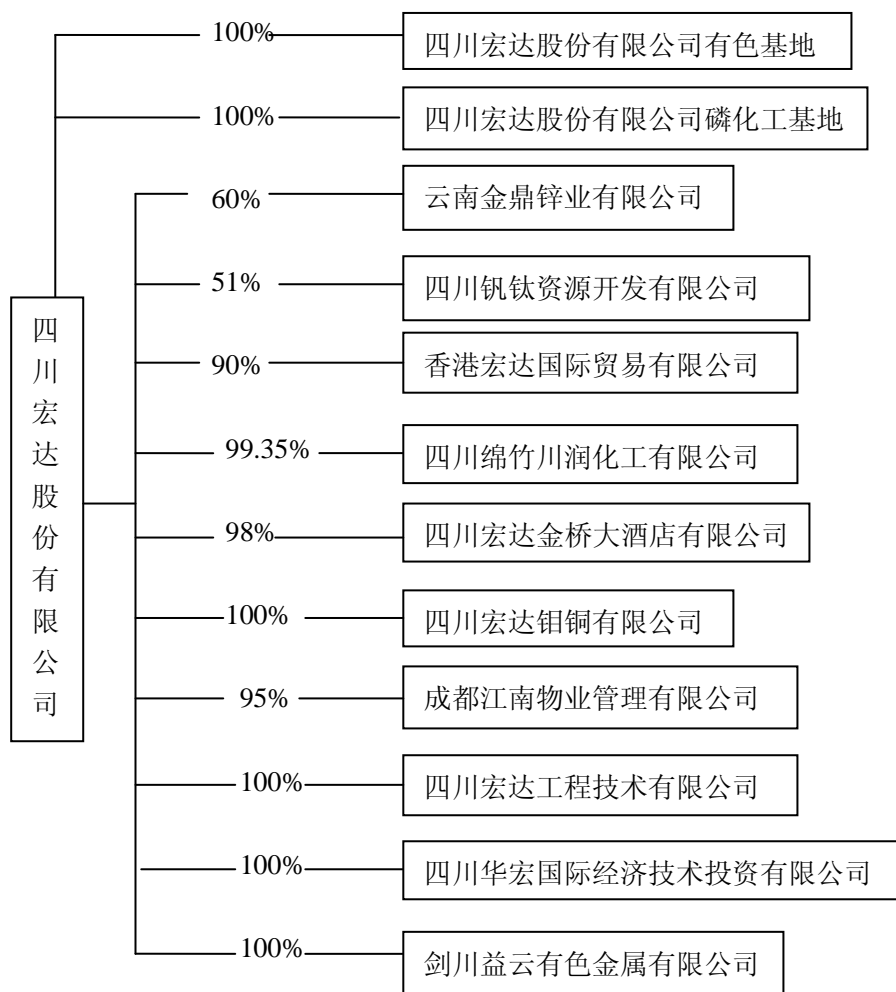 100%
四川宏达股份有限公司有色基地
100%
四川宏达股份有限公司磷化工基地
60%
云南金鼎锌业有限公司
51%
四川钒钛资源开发有限公司
90%
香港宏达国际贸易有限公司
99.35%
四川绵竹川润化工有限公司
98%
四川宏达金桥大酒店有限公司
100%
四川宏达钼铜有限公司
95%
成都江南物业管理有限公司
100%
四川宏达工程技术有限公司
100%
四川华宏国际经济技术投资有限公司
100%
剑川益云有色金属有限公司
四川宏达股份有限公司